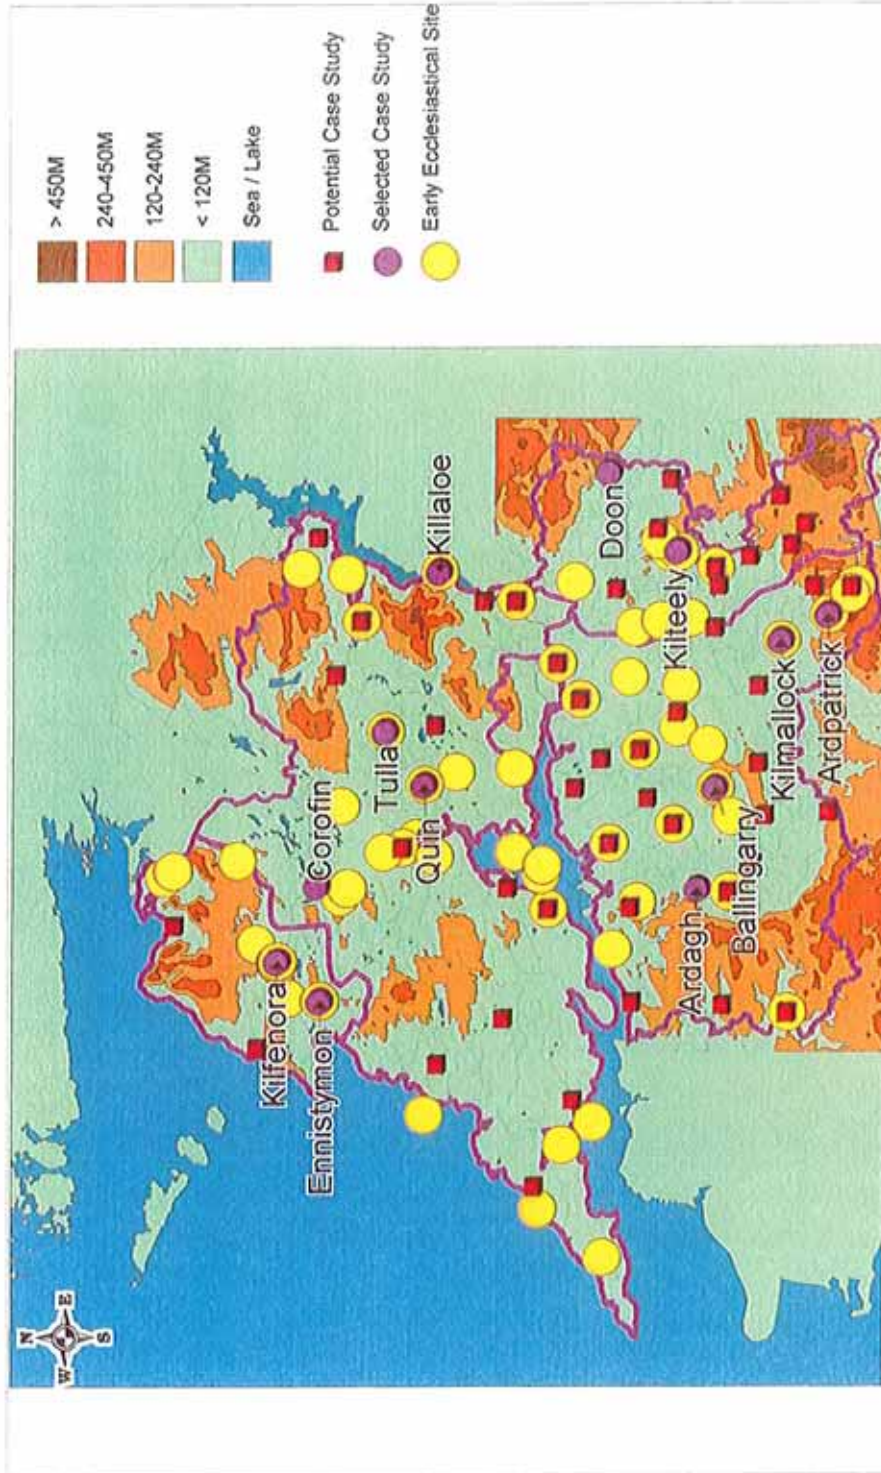 N
W E
S
> 450M
240-450M
120-240M
< 120M
Sea / Lake
Potential Case Study
Selected Case Study
Early Ecclesiastical Site
Kilfenora
Ennistymon
Corofin
Tulla
Quin
Killaloe
Doon
Kilteely
Ardagh
Ballingarry
Kilmallock
Ardpatrick